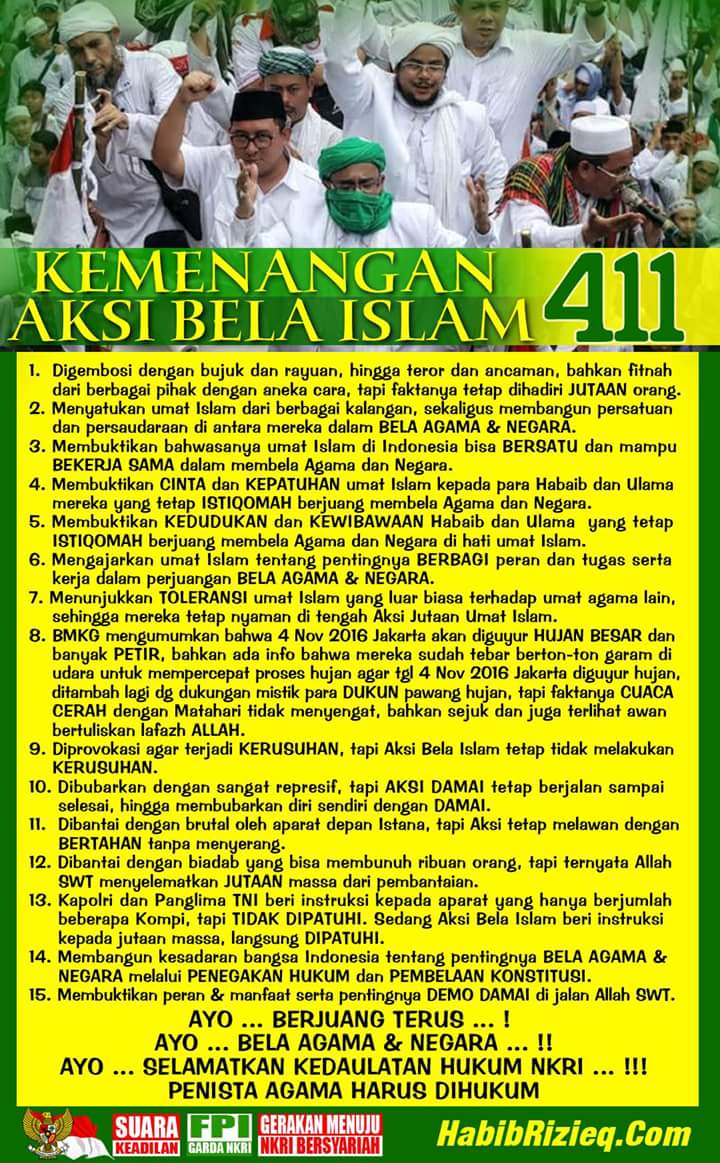 KEMENANGAN
AKSI BELA ISLAM 411
1. Digembosi dengan bujuk dan rayuan, hingga teror dan ancaman, bahkan fitnah
dari berbagai pihak dengan aneka cara, tapi faktanya tetap dihadiri JUTAAN orang.
2. Menyatukan umat Islam dari berbagai kalangan, sekaligus membangun persatuan
dan persaudaraan di antara mereka dalam BELA AGAMA & NEGARA.
3. Membuktikan bahwasanya umat Islam di Indonesia bisa BERSATU dan mampu
BEKERJA SAMA dalam membela Agama dan Negara.
4. Membuktikan CINTA dan KEPATUHAN umat Islam kepada para Habaib dan Ulama
mereka yang tetap ISTIQOMAH berjuang membela Agama dan Negara.
5. Membuktikan KEDUDUKAN dan KEWIBAWAAN Habaib dan Ulama yang tetap
ISTIQOMAH berjuang membela Agama dan Negara di hati umat Islam.
6. Mengajarkan umat Islam tentang pentingnya BERBAGI peran dan tugas serta
kerja dalam perjuangan BELA AGAMA & NEGARA.
7. Menunjukkan TOLERANSI umat Islam yang luar biasa terhadap umat agama lain,
sehingga mereka tetap nyaman di tengah Aksi Jutaan Umat Islam.
8. BMKG mengumumkan bahwa 4 Nov 2016 Jakarta akan diguyur HUJAN BESAR dan
banyak PETIR, bahkan ada info bahwa mereka sudah tebar berton-ton garam di
udara untuk mempercepat proses hujan agar tgl 4 Nov 2016 Jakarta diguyur hujan,
ditambah lagi dg dukungan mistik para DUKUN pawang hujan, tapi faktanya CUACA
CERAH dengan Matahari tidak menyengat, bahkan sejuk dan juga terlihat awan
bertuliskan lafazh ALLAH.
9. Diprovokasi agar terjadi KERUSUHAN, tapi Aksi Bela Islam tetap tidak melakukan
KERUSUHAN.
10. Dibubarkan dengan sangat represif, tapi AKSI DAMAI tetap berjalan sampai
selesai, hingga membubarkan diri sendiri dengan DAMAI.
11. Dibantai dengan brutal oleh aparat depan Istana, tapi Aksi tetap melawan dengan
BERTAHAN tanpa menyerang.
12. Dibantai dengan biadab yang bisa membunuh ribuan orang, tapi ternyata Allah
SWT menyelematkan JUTAAN massa dari pembantaian.
13. Kapolri dan Panglima TNI beri instruksi kepada aparat yang hanya berjumlah
beberapa Kompi, tapi TIDAK DIPATUHI. Sedang Aksi Bela Islam beri instruksi
kepada jutaan massa, langsung DIPATUHI.
14. Membangun kesadaran bangsa Indonesia tentang pentingnya BELA AGAMA &
NEGARA melalui PENEGAKAN HUKUM dan PEMBELAAN KONSTITUSI.
15. Membuktikan peran & manfaat serta pentingnya DEMO DAMAI di jalan Allah SWT.
AYO ... BERJUANG TERUS ... !
AYO ... BELA AGAMA & NEGARA ... !!
AYO ... SELAMATKAN KEDAULATAN HUKUM NKRI ... !!!
PENISTA AGAMA HARUS DIHUKUM
SUARA
KEADILAN
FPI
GARDA NKRI
GERAKAN MENUJU
NKRI BERSYARIAH
HabibRizieq.Com